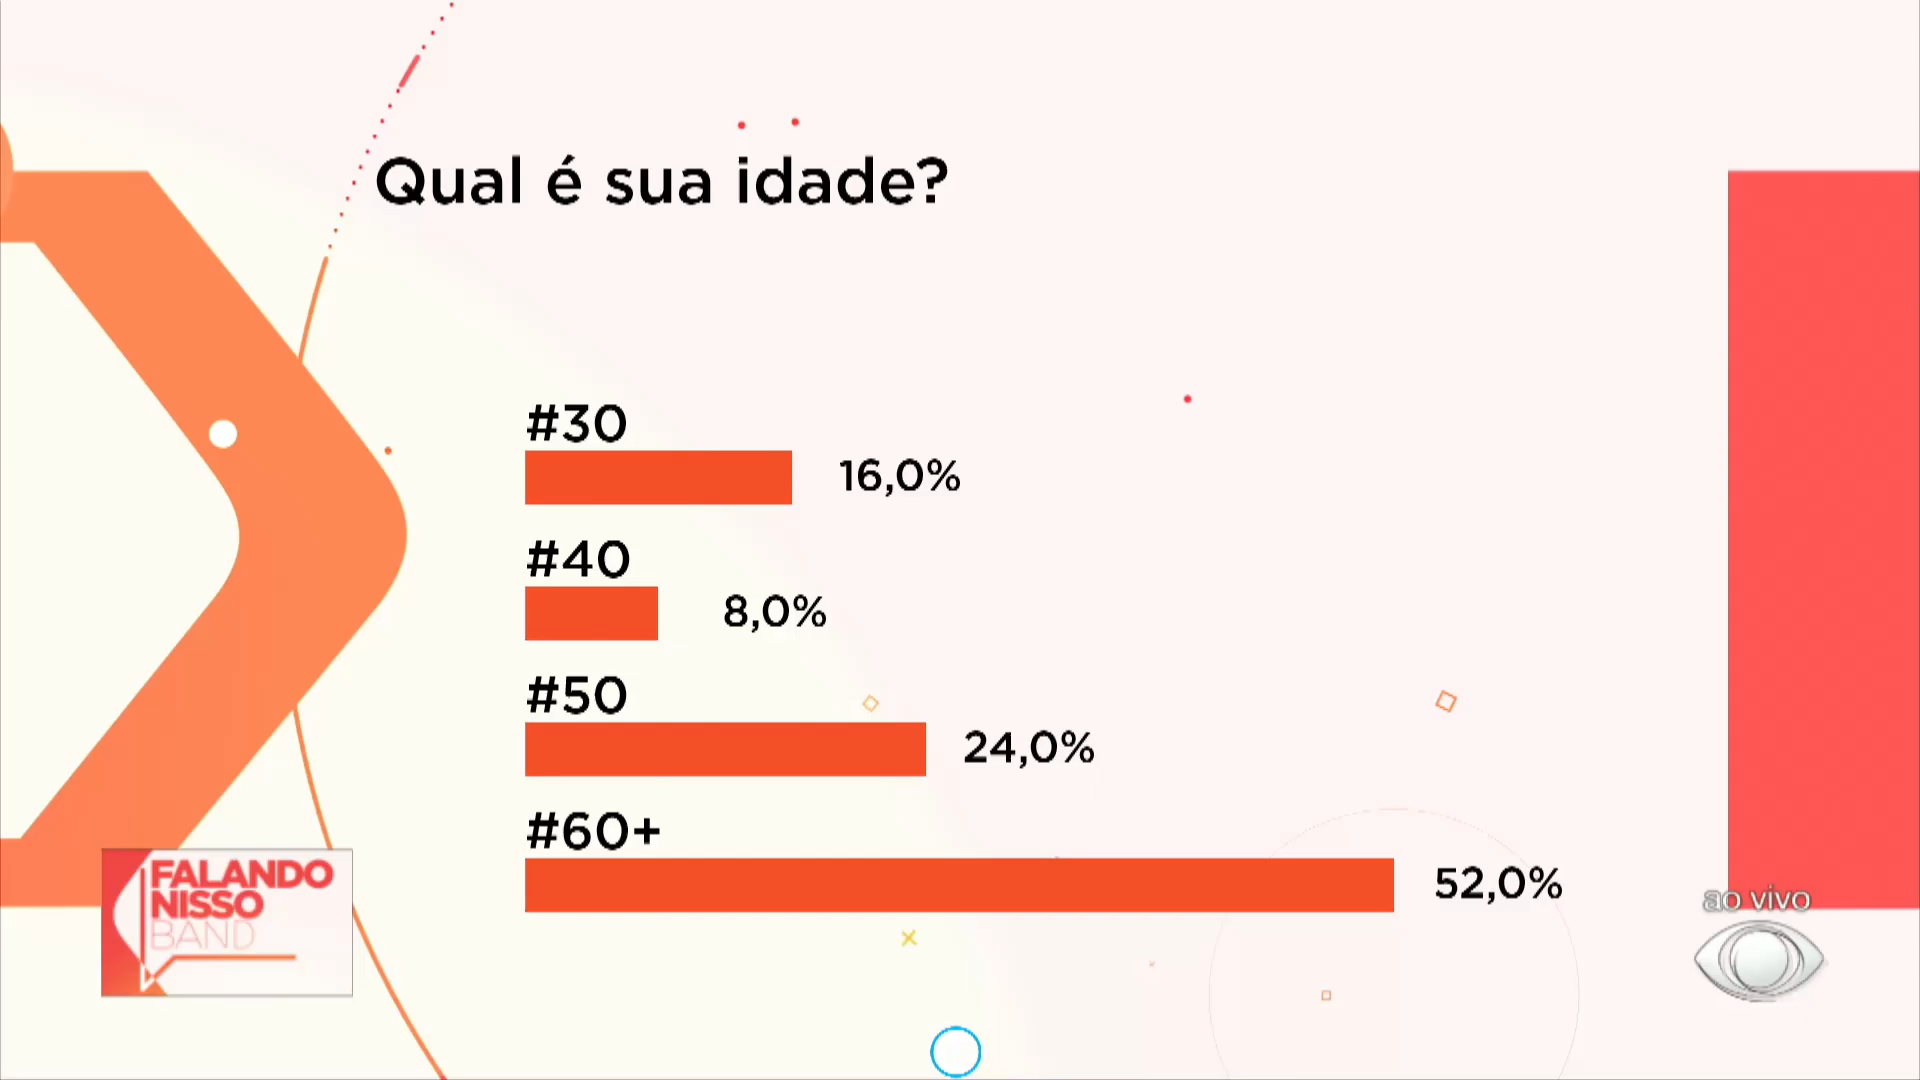 Qual é sua idade?
#30
16,0%
#40
8,0%
#50
24,0%
#60+
52,0%
FALANDO
NISSO
BAND
ao vivo